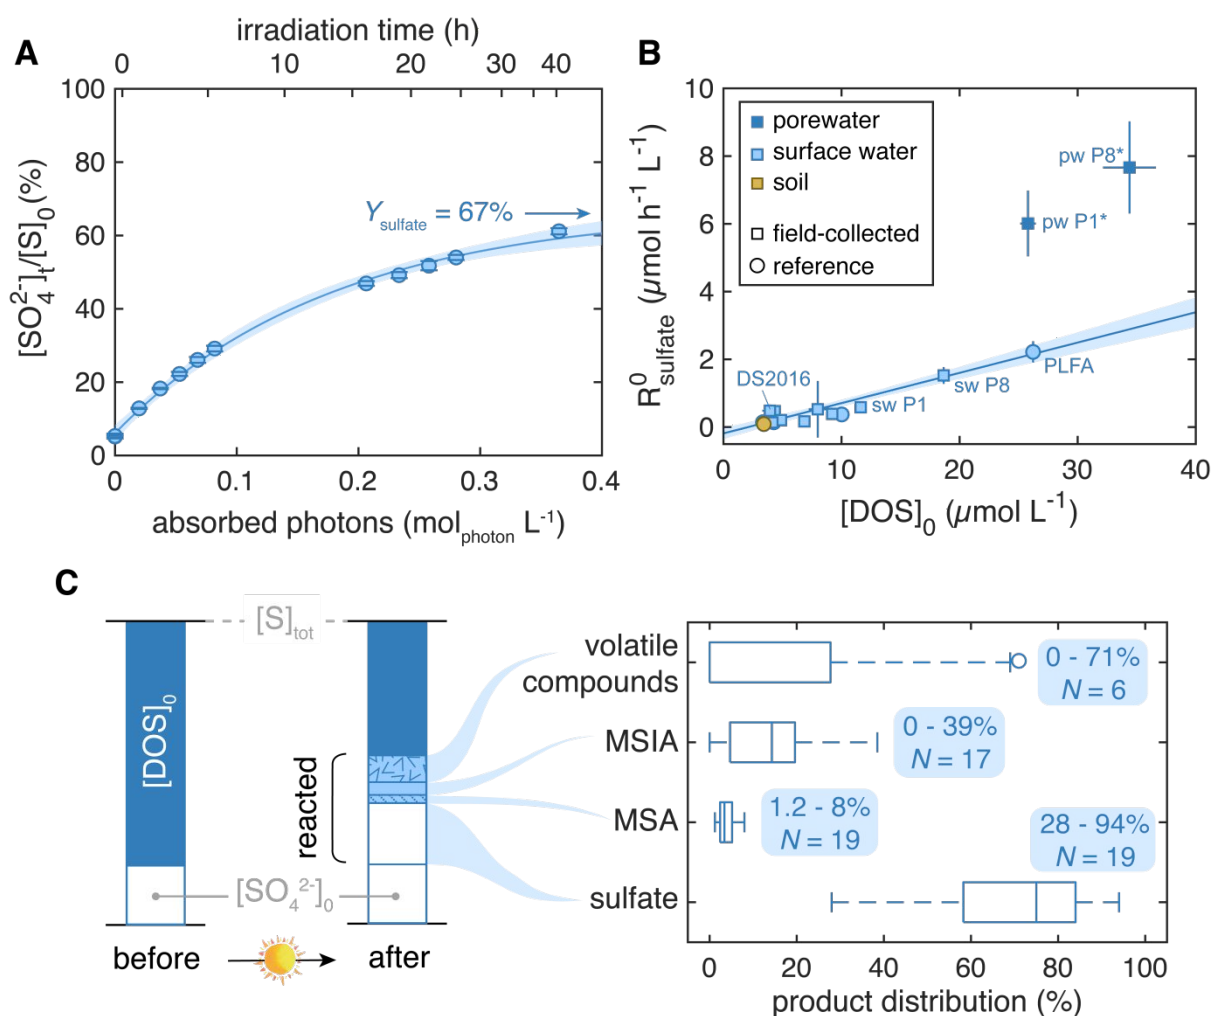 A
irradiation time (h)
0 10 20 30 40
100
80
60
40
20
0
[SO₄²⁻]ₜ/[S]₀ (%)
Y_sulfate = 67%
0 0.1 0.2 0.3 0.4
absorbed photons (mol_photon L⁻¹)
B
10
8
6
4
2
0
R⁰_sulfate (µmol h⁻¹ L⁻¹)
porewater
surface water
soil
field-collected
reference
pw P8*
pw P1*
DS2016
sw P1
sw P8
PLFA
0 10 20 30 40
[DOS]₀ (µmol L⁻¹)
C
[S]_tot
[DOS]₀
reacted
[SO₄²⁻]₀
before
after
volatile
compounds
MSIA
MSA
sulfate
0 - 71%
N = 6
0 - 39%
N = 17
1.2 - 8%
N = 19
28 - 94%
N = 19
0 20 40 60 80 100
product distribution (%)